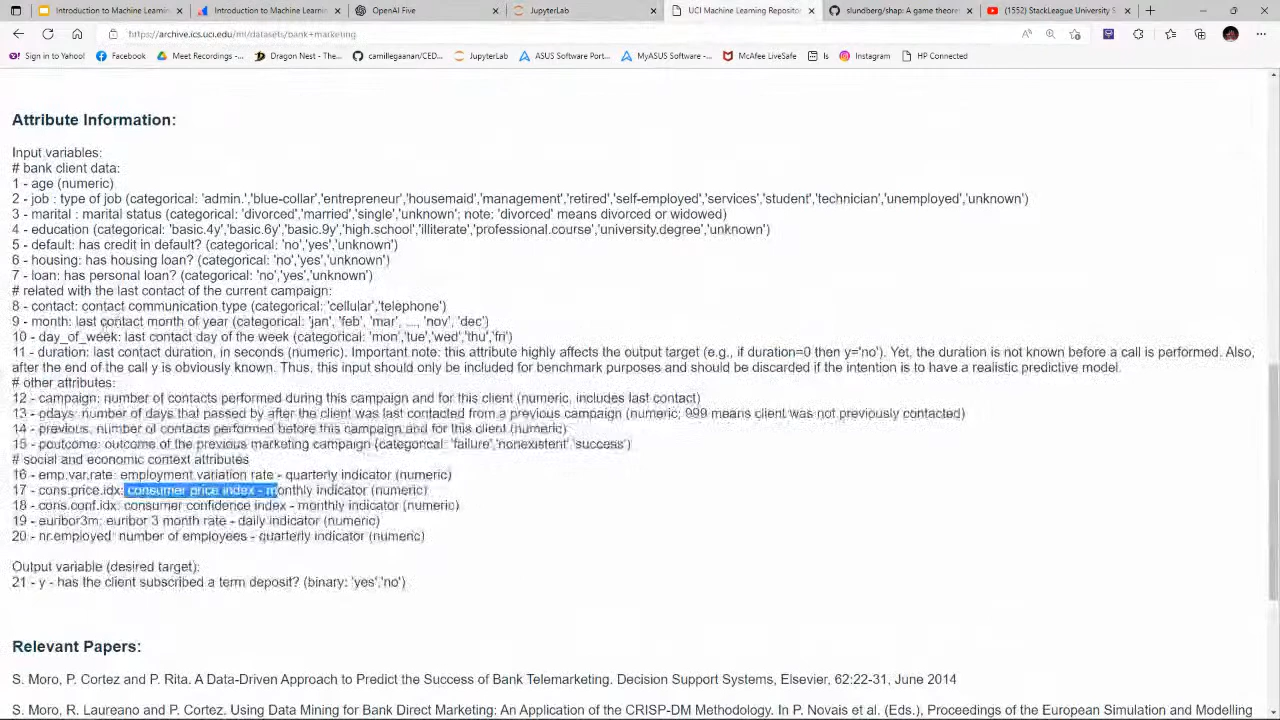 Introduction to Machine Learnin
Introduction to Machine Learnin
OpenAI Five
JupyterLab
UCI Machine Learning Reposito
slundberg/shap: A game theore
(1552) StackLeague University S
https://archive.ics.uci.edu/ml/datasets/bank+marketing
Sign in to Yahoo!
Facebook
Meet Recordings -...
Dragon Nest - The...
camillegaanan/CED...
JupyterLab
ASUS Software Port...
MyASUS Software -...
McAfee LiveSafe
ls
Instagram
HP Connected
Attribute Information:
Input variables:
# bank client data:
1 - age (numeric)
2 - job : type of job (categorical: 'admin.','blue-collar','entrepreneur','housemaid','management','retired','self-employed','services','student','technician','unemployed','unknown')
3 - marital : marital status (categorical: 'divorced','married','single','unknown'; note: 'divorced' means divorced or widowed)
4 - education (categorical: 'basic.4y','basic.6y','basic.9y','high.school','illiterate','professional.course','university.degree','unknown')
5 - default: has credit in default? (categorical: 'no','yes','unknown')
6 - housing: has housing loan? (categorical: 'no','yes','unknown')
7 - loan: has personal loan? (categorical: 'no','yes','unknown')
# related with the last contact of the current campaign:
8 - contact: contact communication type (categorical: 'cellular','telephone')
9 - month: last contact month of year (categorical: 'jan', 'feb', 'mar', ..., 'nov', 'dec')
10 - day_of_week: last contact day of the week (categorical: 'mon','tue','wed','thu','fri')
11 - duration: last contact duration, in seconds (numeric). Important note: this attribute highly affects the output target (e.g., if duration=0 then y='no'). Yet, the duration is not known before a call is performed. Also,
after the end of the call y is obviously known. Thus, this input should only be included for benchmark purposes and should be discarded if the intention is to have a realistic predictive model.
# other attributes:
12 - campaign: number of contacts performed during this campaign and for this client (numeric, includes last contact)
13 - pdays: number of days that passed by after the client was last contacted from a previous campaign (numeric; 999 means client was not previously contacted)
14 - previous: number of contacts performed before this campaign and for this client (numeric)
15 - poutcome: outcome of the previous marketing campaign (categorical: 'failure','nonexistent','success')
# social and economic context attributes
16 - emp.var.rate: employment variation rate - quarterly indicator (numeric)
17 - cons.price.idx: consumer price index - monthly indicator (numeric)
18 - cons.conf.idx: consumer confidence index - monthly indicator (numeric)
19 - euribor3m: euribor 3 month rate - daily indicator (numeric)
20 - nr.employed: number of employees - quarterly indicator (numeric)
Output variable (desired target):
21 - y - has the client subscribed a term deposit? (binary: 'yes','no')
Relevant Papers:
S. Moro, P. Cortez and P. Rita. A Data-Driven Approach to Predict the Success of Bank Telemarketing. Decision Support Systems, Elsevier, 62:22-31, June 2014
S. Moro, R. Laureano and P. Cortez. Using Data Mining for Bank Direct Marketing: An Application of the CRISP-DM Methodology. In P. Novais et al. (Eds.), Proceedings of the European Simulation and Modelling